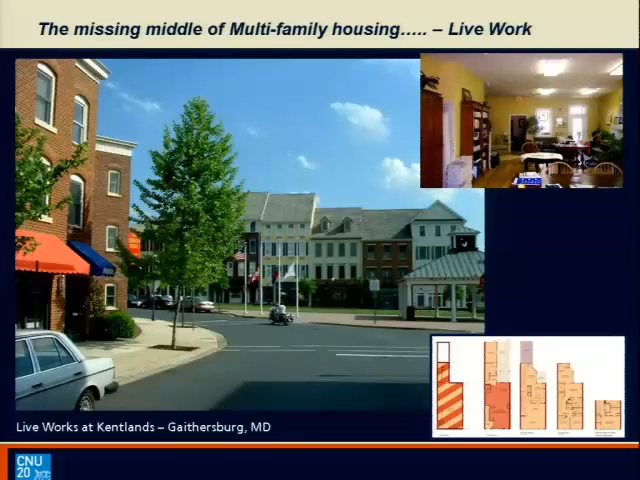 The missing middle of Multi-family housing….. – Live Work
Live Works at Kentlands – Gaithersburg, MD
CNU
20